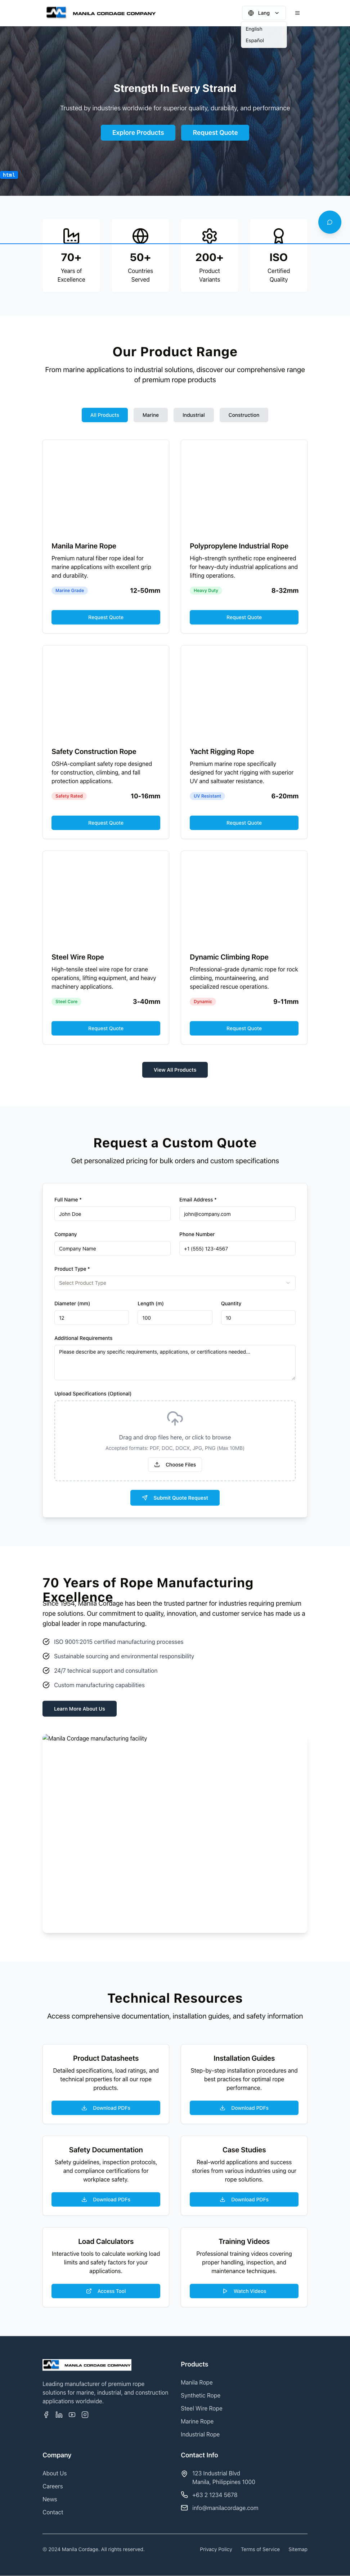 MANILA CORDAGE COMPANY
Lang
English
Español
Strength In Every Strand
Trusted by industries worldwide for superior quality, durability, and performance
Explore Products
Request Quote
html
70+
Years of
Excellence
50+
Countries
Served
200+
Product
Variants
ISO
Certified
Quality
Our Product Range
From marine applications to industrial solutions, discover our comprehensive range
of premium rope products
All Products
Marine
Industrial
Construction
Manila Marine Rope
Premium natural fiber rope ideal for
marine applications with excellent grip
and durability.
Marine Grade
12-50mm
Request Quote
Polypropylene Industrial Rope
High-strength synthetic rope engineered
for heavy-duty industrial applications and
lifting operations.
Heavy Duty
8-32mm
Request Quote
Safety Construction Rope
OSHA-compliant safety rope designed
for construction, climbing, and fall
protection applications.
Safety Rated
10-16mm
Request Quote
Yacht Rigging Rope
Premium marine rope specifically
designed for yacht rigging with superior
UV and saltwater resistance.
UV Resistant
6-20mm
Request Quote
Steel Wire Rope
High-tensile steel wire rope for crane
operations, lifting equipment, and heavy
machinery applications.
Steel Core
3-40mm
Request Quote
Dynamic Climbing Rope
Professional-grade dynamic rope for rock
climbing, mountaineering, and
specialized rescue operations.
Dynamic
9-11mm
Request Quote
View All Products
Request a Custom Quote
Get personalized pricing for bulk orders and custom specifications
Full Name *
John Doe
Email Address *
john@company.com
Company
Company Name
Phone Number
+1 (555) 123-4567
Product Type *
Select Product Type
Diameter (mm)
12
Length (m)
100
Quantity
10
Additional Requirements
Please describe any specific requirements, applications, or certifications needed...
Upload Specifications (Optional)
Drag and drop files here, or click to browse
Accepted formats: PDF, DOC, DOCX, JPG, PNG (Max 10MB)
Choose Files
Submit Quote Request
70 Years of Rope Manufacturing
Excellence
Since 1954, Manila Cordage has been the trusted partner for industries requiring premium
rope solutions. Our commitment to quality, innovation, and customer service has made us a
global leader in rope manufacturing.
ISO 9001:2015 certified manufacturing processes
Sustainable sourcing and environmental responsibility
24/7 technical support and consultation
Custom manufacturing capabilities
Learn More About Us
Manila Cordage manufacturing facility
Technical Resources
Access comprehensive documentation, installation guides, and safety information
Product Datasheets
Detailed specifications, load ratings, and
technical properties for all our rope
products.
Download PDFs
Installation Guides
Step-by-step installation procedures and
best practices for optimal rope
performance.
Download PDFs
Safety Documentation
Safety guidelines, inspection protocols,
and compliance certifications for
workplace safety.
Download PDFs
Case Studies
Real-world applications and success
stories from various industries using our
rope solutions.
Download PDFs
Load Calculators
Interactive tools to calculate working load
limits and safety factors for your
applications.
Access Tool
Training Videos
Professional training videos covering
proper handling, inspection, and
maintenance techniques.
Watch Videos
MANILA CORDAGE COMPANY
Leading manufacturer of premium rope
solutions for marine, industrial, and construction
applications worldwide.
Products
Manila Rope
Synthetic Rope
Steel Wire Rope
Marine Rope
Industrial Rope
Company
About Us
Careers
News
Contact
Contact Info
123 Industrial Blvd
Manila, Philippines 1000
+63 2 1234 5678
info@manilacordage.com
© 2024 Manila Cordage. All rights reserved.
Privacy Policy
Terms of Service
Sitemap